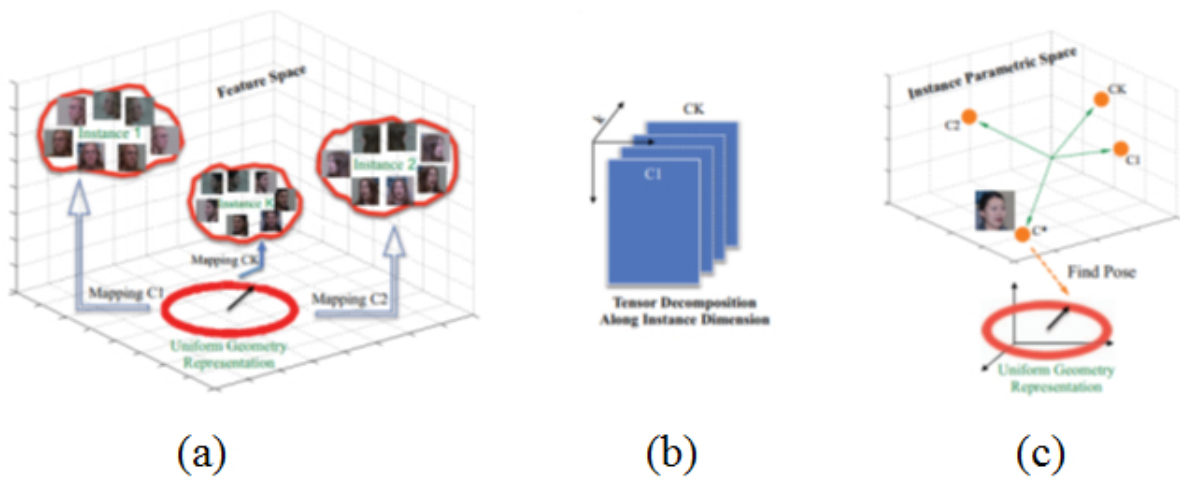 Feature Space
Instance 1
Instance 2
Instance K
Mapping CK
Mapping C1
Mapping C2
Uniform Geometry
Representation
(a)
k
CK
C1
Tensor Decomposition
Along Instance Dimension
(b)
Instance Parametric Space
CK
C2
C1
C*
Find Pose
Uniform Geometry
Representation
(c)